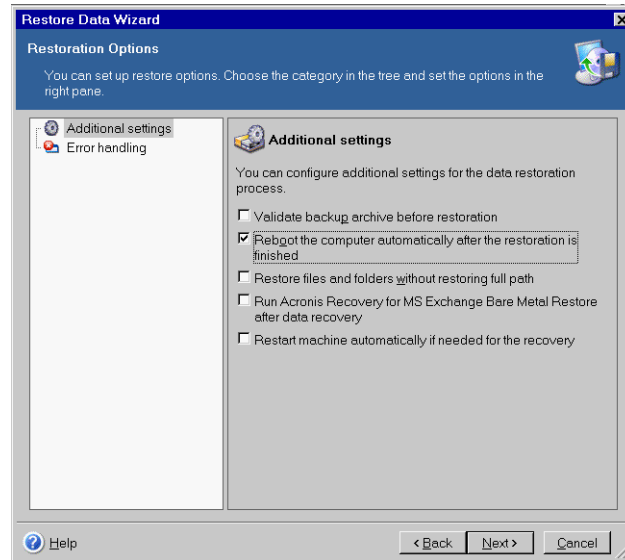 Restore Data Wizard
Restoration Options
You can set up restore options. Choose the category in the tree and set the options in the
right pane.
Additional settings
Error handling
Additional settings
You can configure additional settings for the data restoration
process.
Validate backup archive before restoration
Reboot the computer automatically after the restoration is
finished
Restore files and folders without restoring full path
Run Acronis Recovery for MS Exchange Bare Metal Restore
after data recovery
Restart machine automatically if needed for the recovery
Help
< Back
Next >
Cancel